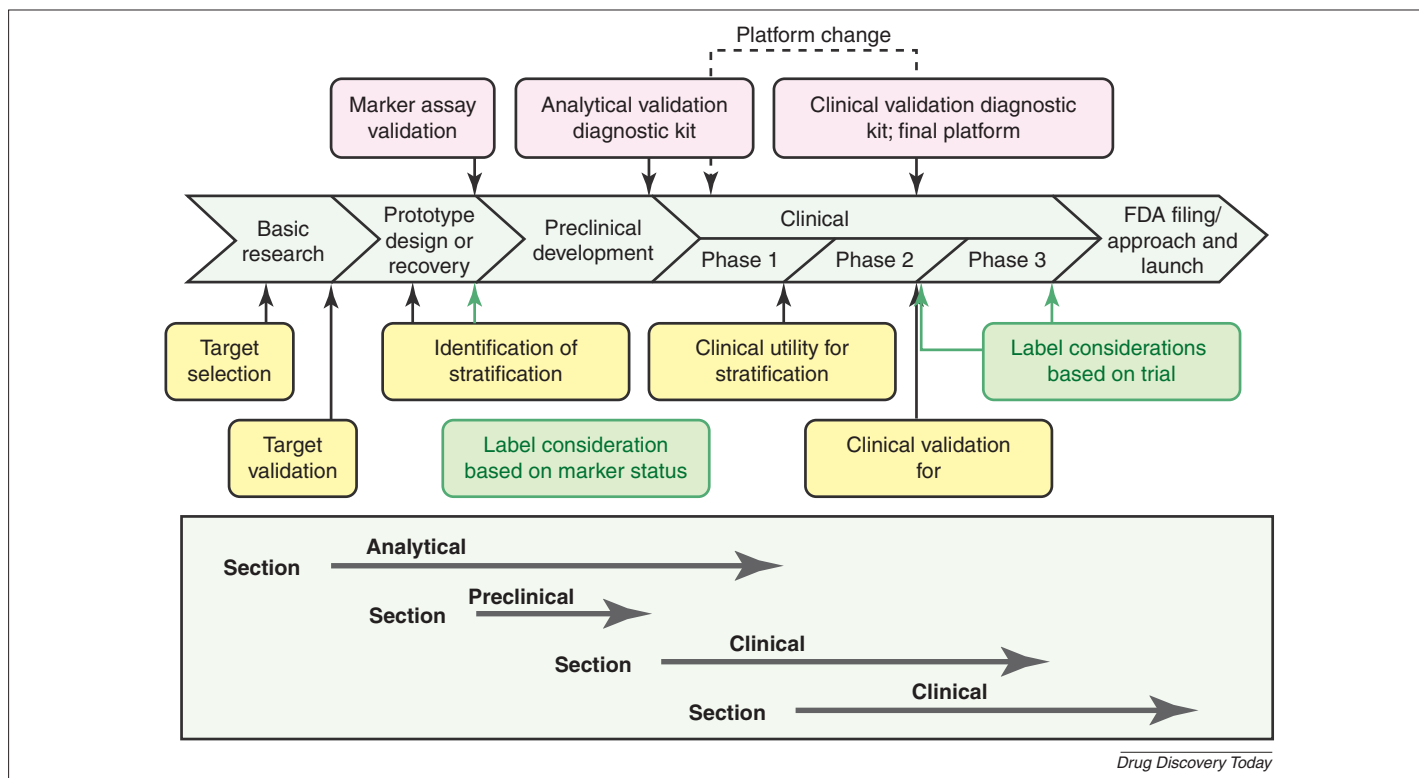 Platform change
Marker assay
validation
Analytical validation
diagnostic kit
Clinical validation diagnostic
kit; final platform
Basic
research
Prototype
design or
recovery
Preclinical
development
Clinical
Phase 1
Phase 2
Phase 3
FDA filing/
approach and
launch
Target
selection
Identification of
stratification
Clinical utility for
stratification
Label considerations
based on trial
Target
validation
Label consideration
based on marker status
Clinical validation
for
Analytical
Section
Preclinical
Section
Clinical
Section
Clinical
Section
Drug Discovery Today